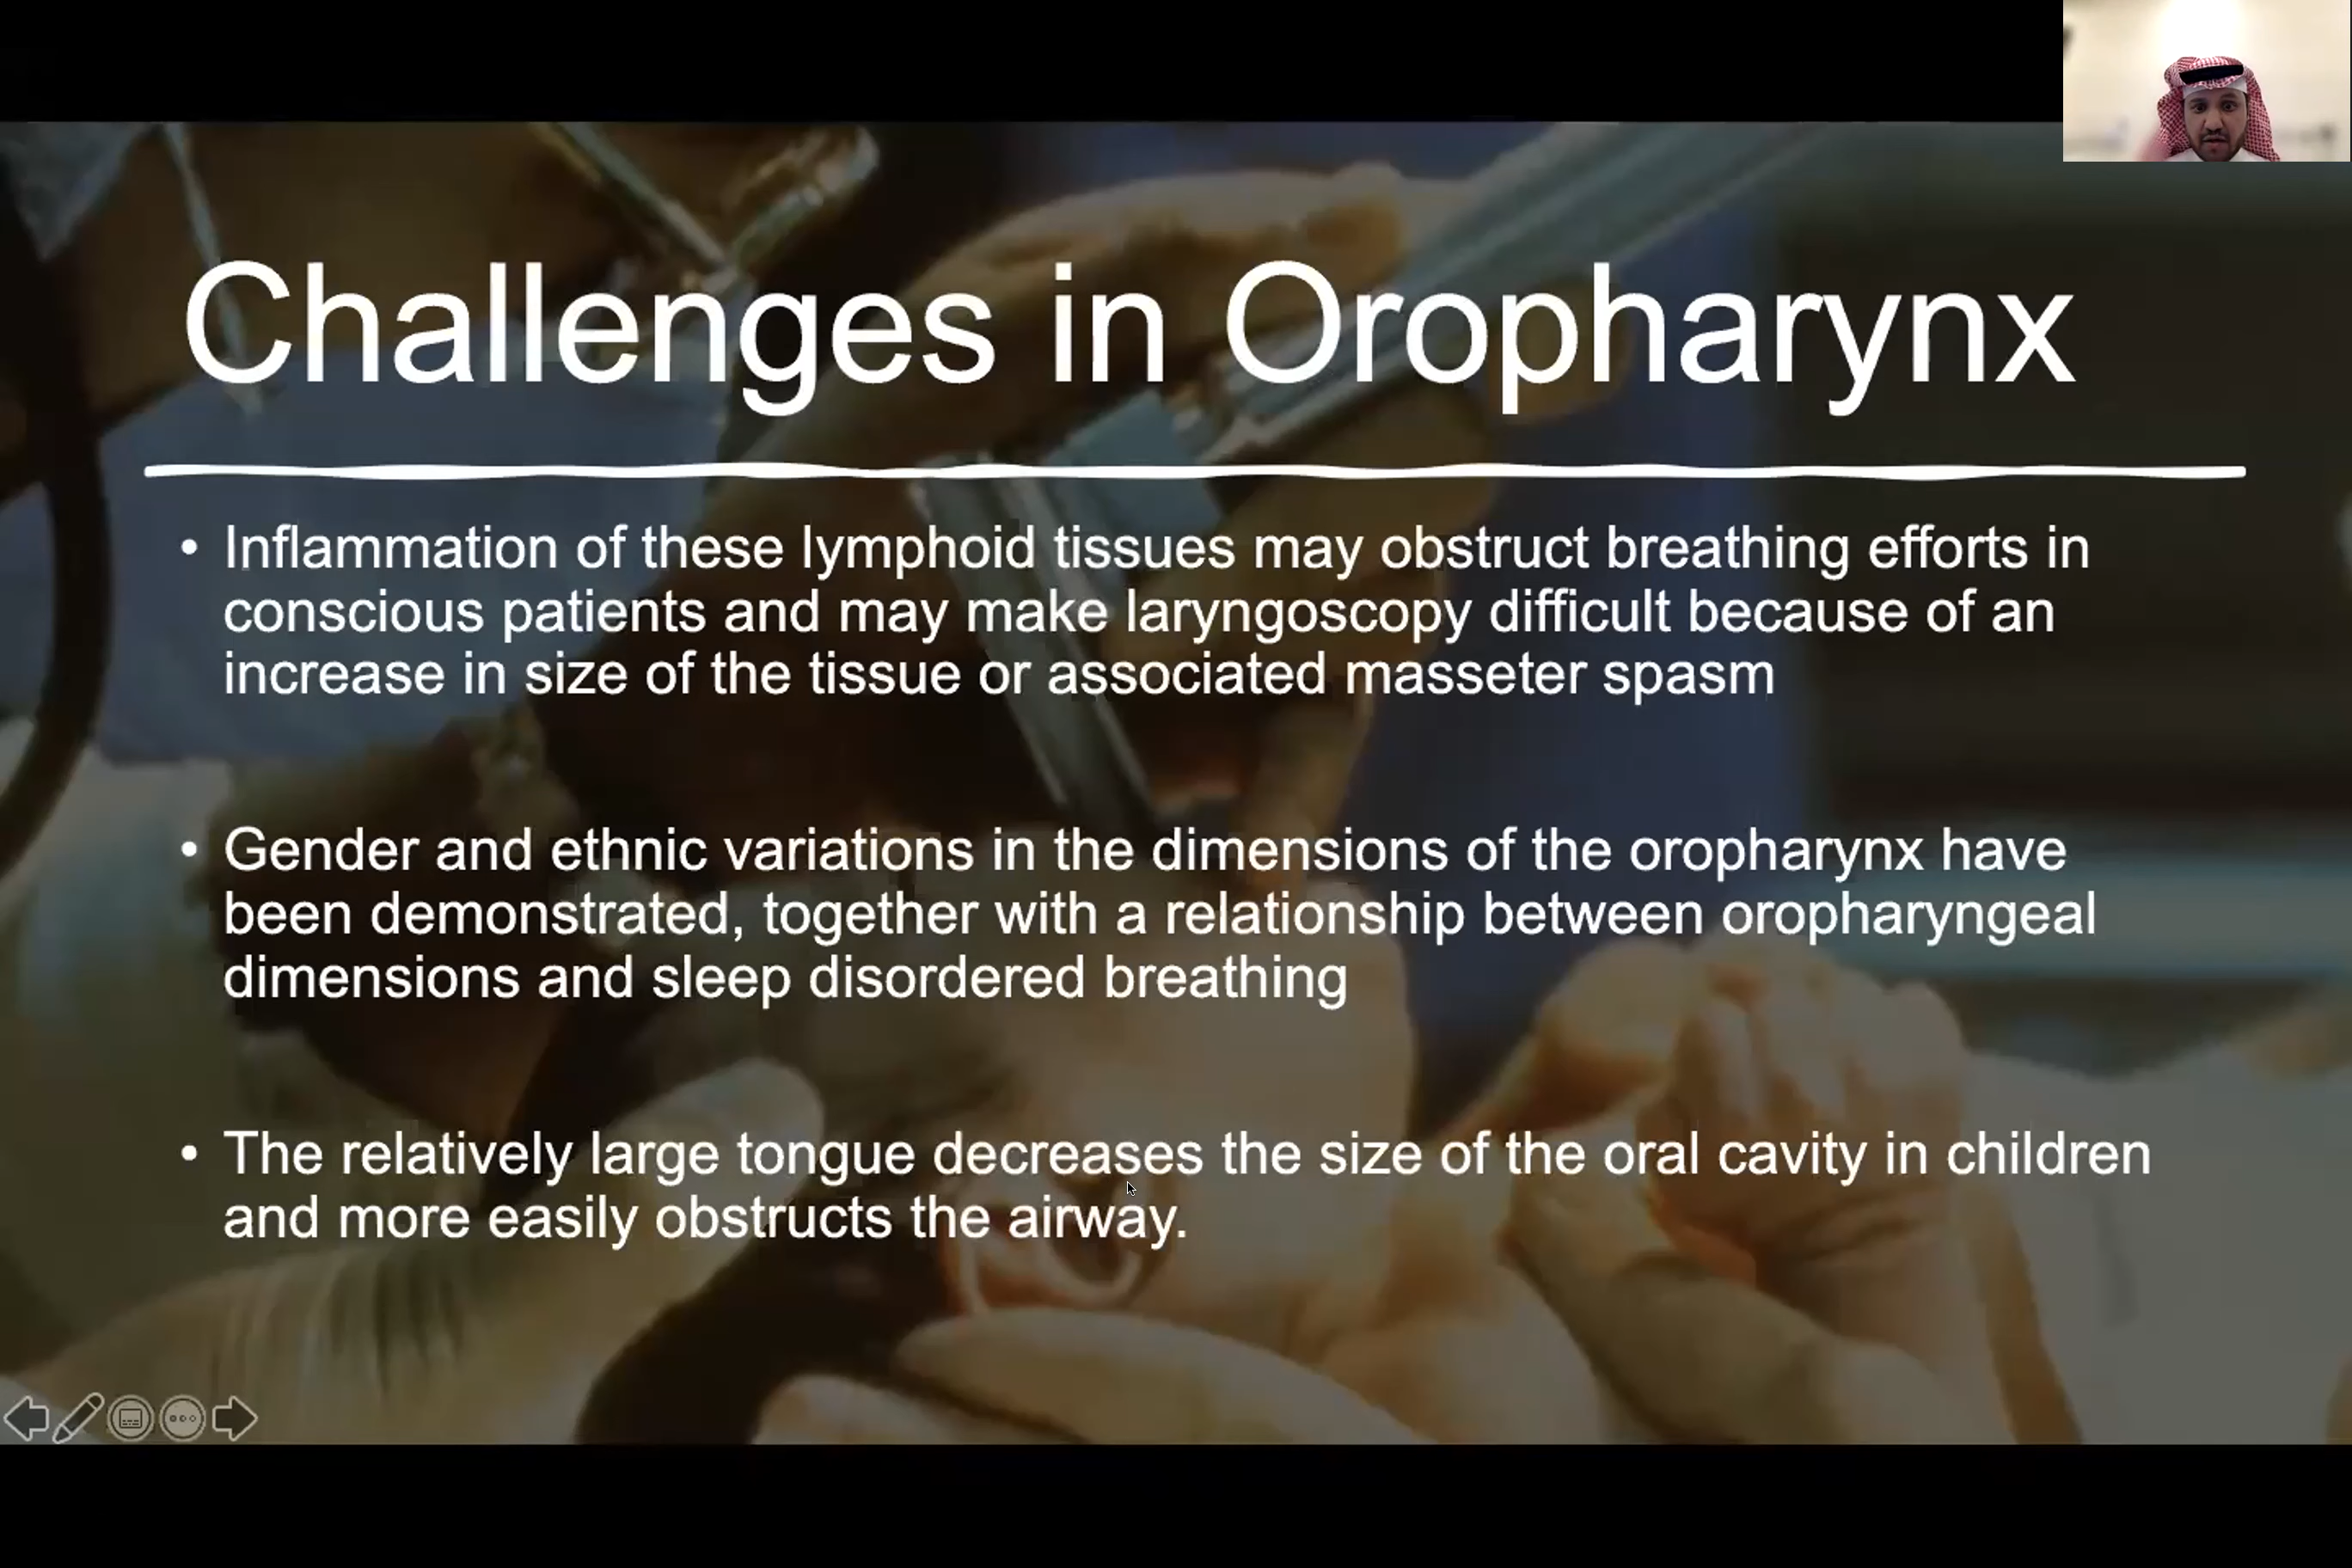 Challenges in Oropharynx
• Inflammation of these lymphoid tissues may obstruct breathing efforts in
conscious patients and may make laryngoscopy difficult because of an
increase in size of the tissue or associated masseter spasm
• Gender and ethnic variations in the dimensions of the oropharynx have
been demonstrated, together with a relationship between oropharyngeal
dimensions and sleep disordered breathing
• The relatively large tongue decreases the size of the oral cavity in children
and more easily obstructs the airway.